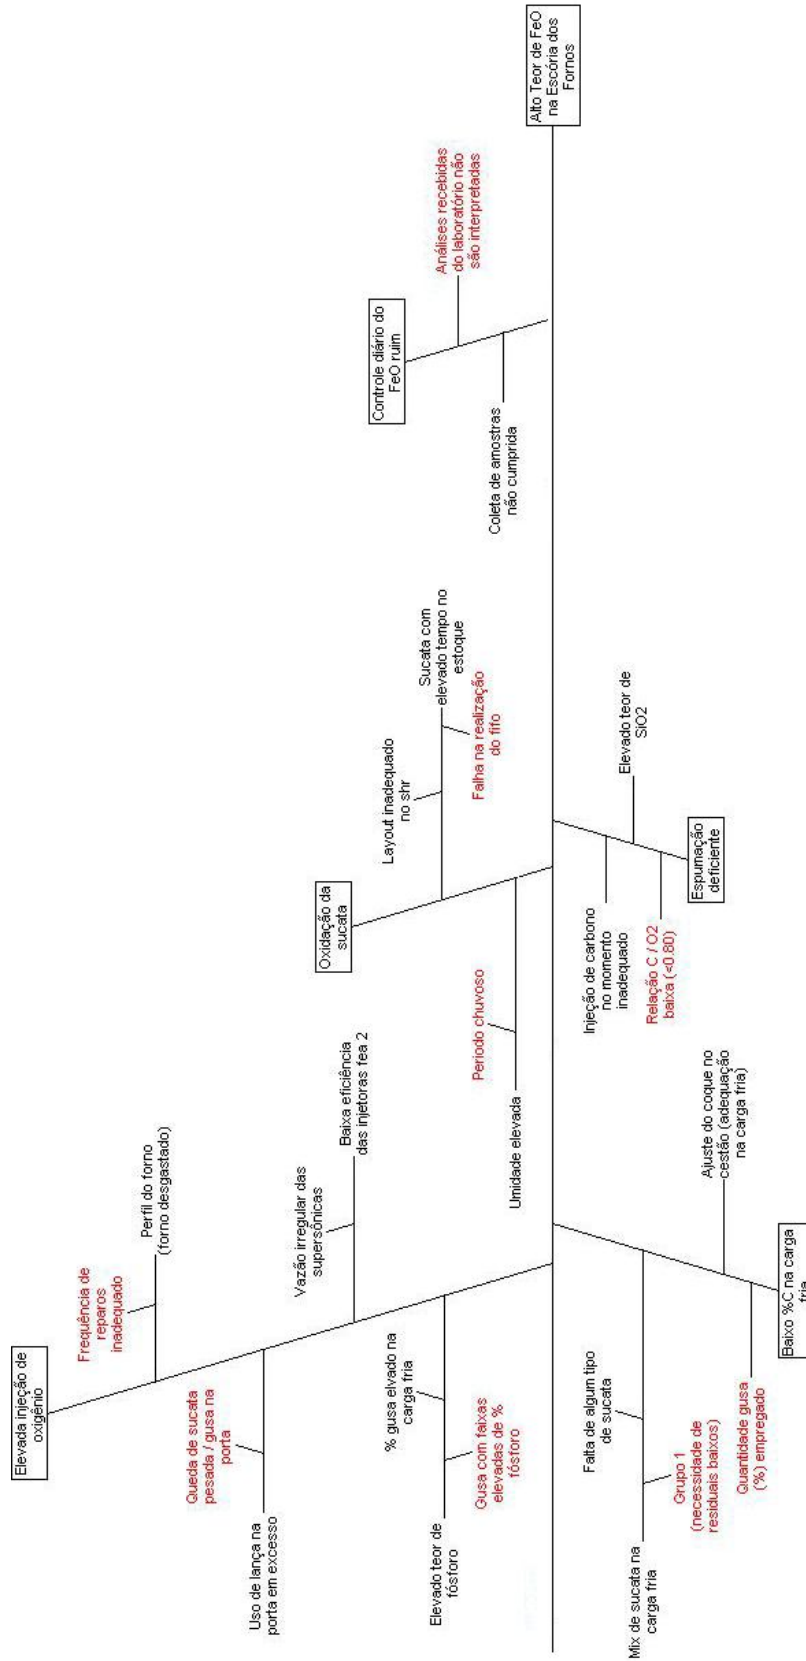 Elevada injeção de
oxigênio
Frequência de
reparos
inadequado
Perfil do forno
(forno desgastado)
Queda de sucata
pesada / gusa na
porta
Uso de lança na
porta em excesso
Vazão irregular das
supersônicas
Baixa eficiência
das injetoras fea 2
% gusa elvado na
carga fria
Elevado teor de
fósforo
Gusa com faixas
elevadas de %
fósforo
Oxidação da
sucata
Layout inadequado
no shr
Sucata com
elevado tempo no
estoque
Falha na realização
do fifo
Periodo chuvoso
Umidade elevada
Controle diário do
FeO ruim
Análises recebidas
do laboratório não
são interpretadas
Coleta de amostras
não cumprida
Alto Teor de FeO
na Escória dos
Fornos
Falta de algum tipo
de sucata
Mix de sucata na
carga fria
Grupo 1
(necessidade de
residuais baixos)
Ajuste do coque no
cestão (adequação
na carga fria)
Quantidade gusa
(%) empregado
Baixo %C na carga
fria
Injeção de carbono
no momento
inadequado
Elevado teor de
SiO2
Relação C / O2
baixa (<0.80)
Espumação
deficiente